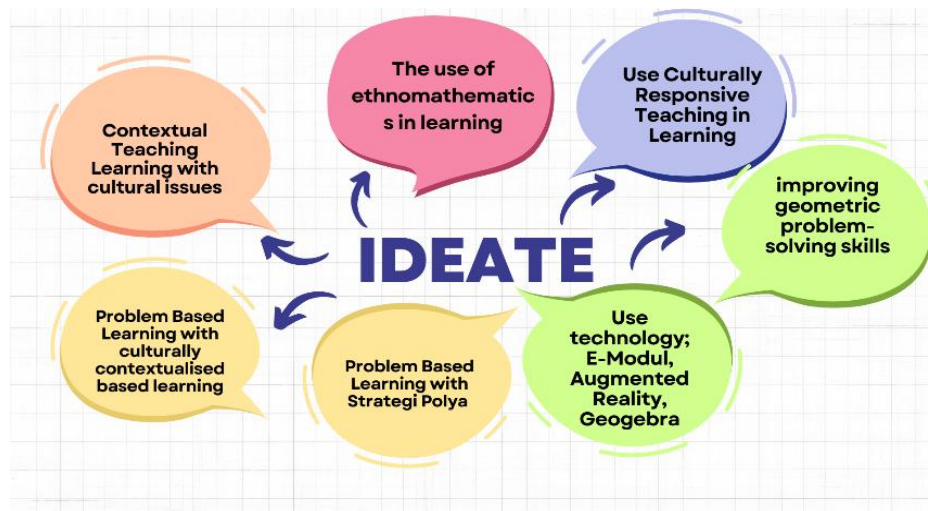 The use of
ethnomathematic
s in learning
Use Culturally
Responsive
Teaching in
Learning
Contextual
Teaching
Learning with
cultural issues
improving
geometric
problem-
solving skills
IDEATE
Problem Based
Learning with
culturally
contextualised
based learning
Problem Based
Learning with
Strategi Polya
Use
technology;
E-Modul,
Augmented
Reality,
Geogebra